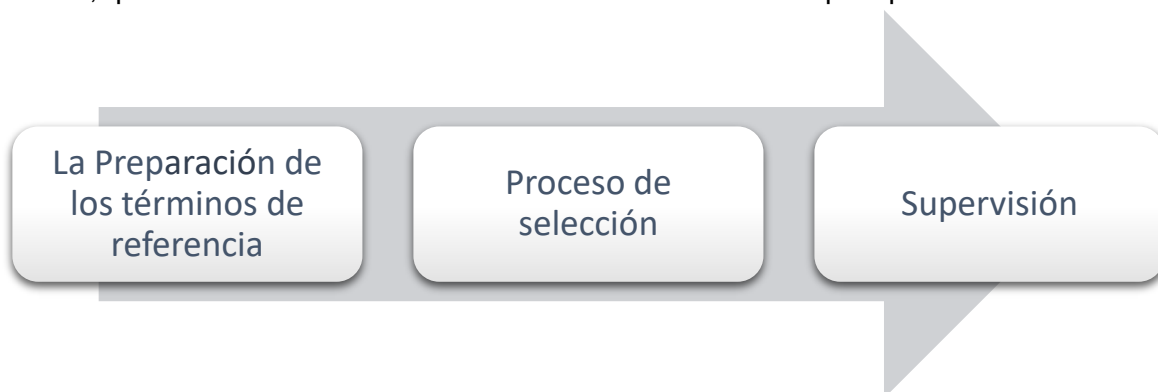 La Preparación de
los términos de
referencia
Proceso de
selección
Supervisión